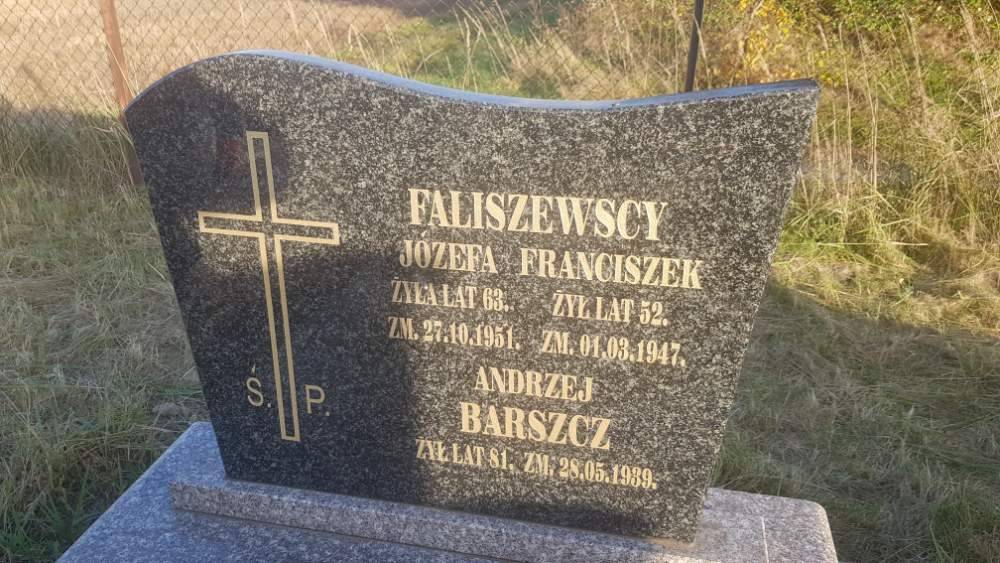 FALISZEWSCY
JÓZEFA FRANCISZEK
ŻYŁA LAT 63. ŻYŁ LAT 52.
ZM. 27.10.1951. ZM. 01.03.1947.
ANDRZEJ
BARSZCZ
ŻYŁ LAT 81. ZM. 28.05.1939.
Ś. P.